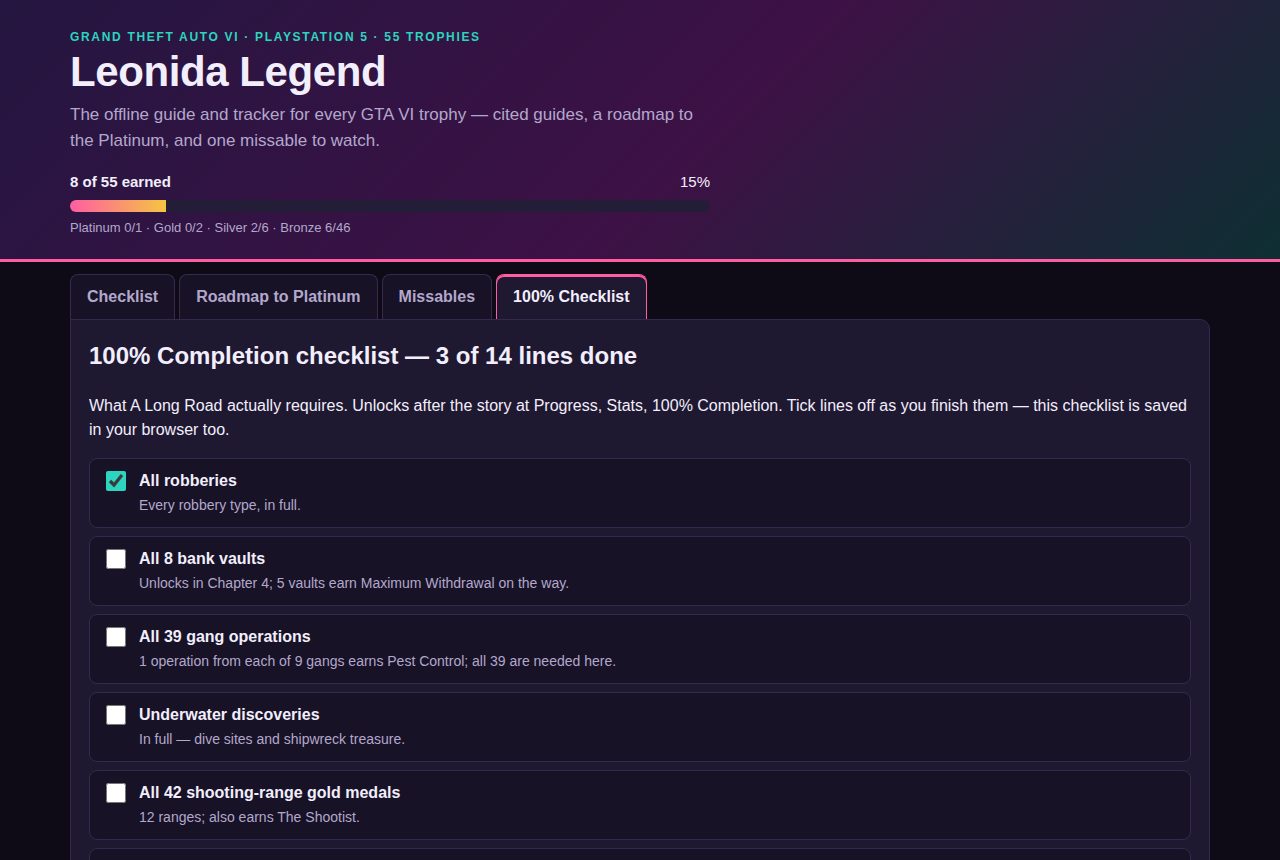 GRAND THEFT AUTO VI · PLAYSTATION 5 · 55 TROPHIES
Leonida Legend
The offline guide and tracker for every GTA VI trophy — cited guides, a roadmap to
the Platinum, and one missable to watch.
8 of 55 earned 15%
Platinum 0/1 · Gold 0/2 · Silver 2/6 · Bronze 6/46
Checklist Roadmap to Platinum Missables 100% Checklist
100% Completion checklist — 3 of 14 lines done
What A Long Road actually requires. Unlocks after the story at Progress, Stats, 100% Completion. Tick lines off as you finish them — this checklist is saved
in your browser too.
All robberies
Every robbery type, in full.
All 8 bank vaults
Unlocks in Chapter 4; 5 vaults earn Maximum Withdrawal on the way.
All 39 gang operations
1 operation from each of 9 gangs earns Pest Control; all 39 are needed here.
Underwater discoveries
In full — dive sites and shipwreck treasure.
All 42 shooting-range gold medals
12 ranges; also earns The Shootist.